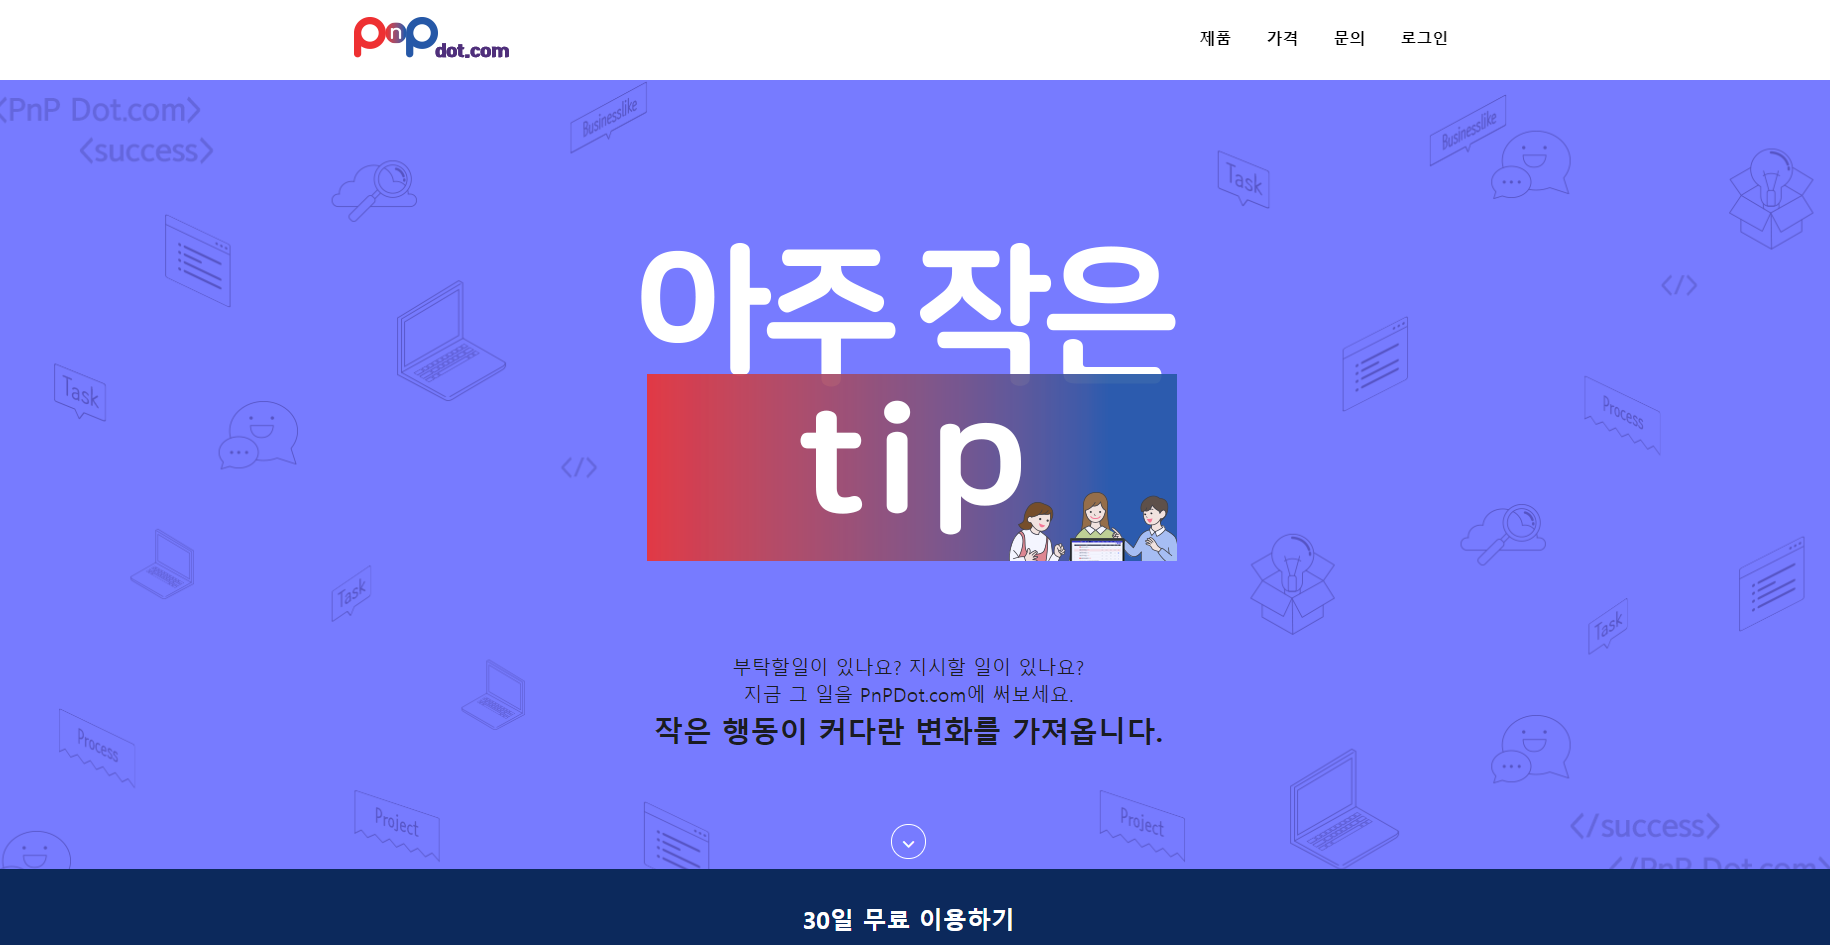 PnP dot.com
제품 가격 문의 로그인
<PnP Dot.com>
<success>
Businesslike
Businesslike
Task
아주 작은
tip
</>
Task
Process
</>
Task
Task
부탁할일이 있나요? 지시할 일이 있나요?
지금 그 일을 PnPDot.com에 써보세요.
작은 행동이 커다란 변화를 가져옵니다.
Process
Project
Project
</success>
</PnP Dot.com>
30일 무료 이용하기